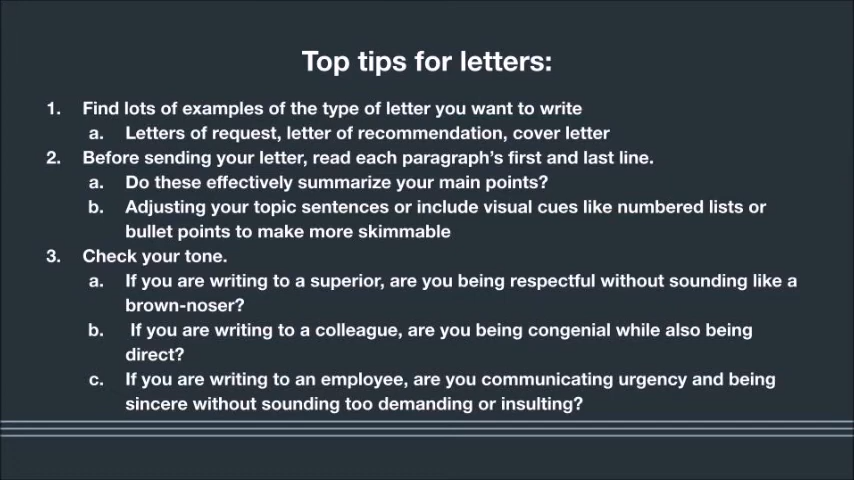 Top tips for letters:
1. Find lots of examples of the type of letter you want to write
a. Letters of request, letter of recommendation, cover letter
2. Before sending your letter, read each paragraph's first and last line.
a. Do these effectively summarize your main points?
b. Adjusting your topic sentences or include visual cues like numbered lists or
bullet points to make more skimmable
3. Check your tone.
a. If you are writing to a superior, are you being respectful without sounding like a
brown-noser?
b. If you are writing to a colleague, are you being congenial while also being
direct?
c. If you are writing to an employee, are you communicating urgency and being
sincere without sounding too demanding or insulting?